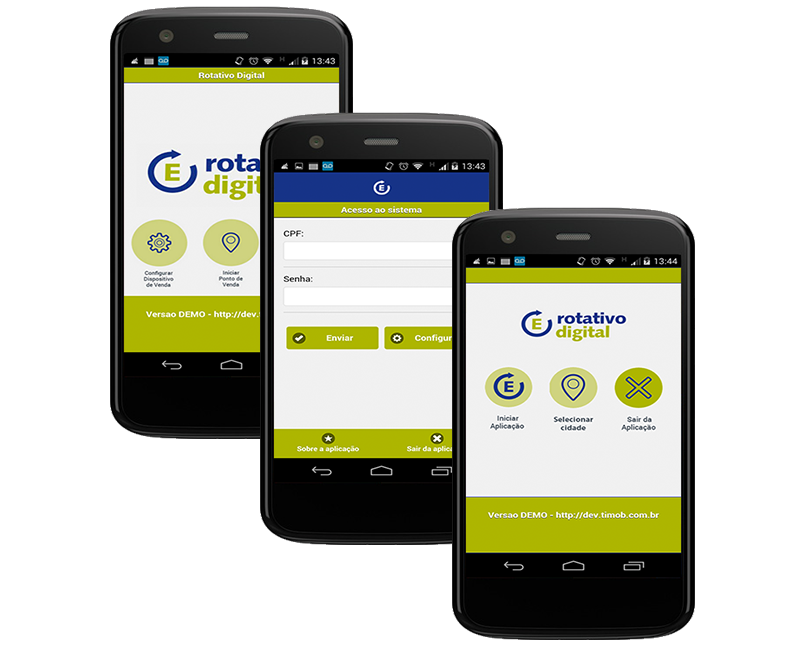 13:43
Rotativo Digital
E
rota
digit
Configurar
Dispositivo
de Venda
Iniciar
Ponto de
Venda
Versao DEMO - http://dev.
H
13:43
E
Acesso ao sistema
CPF:
Senha:
Enviar
Configur
Sobre a aplicação
Sair da aplica
H
13:44
E rotativo
digital
E
Iniciar
Aplicação
Selecionar
cidade
Sair da
Aplicação
Versao DEMO - http://dev.timob.com.br